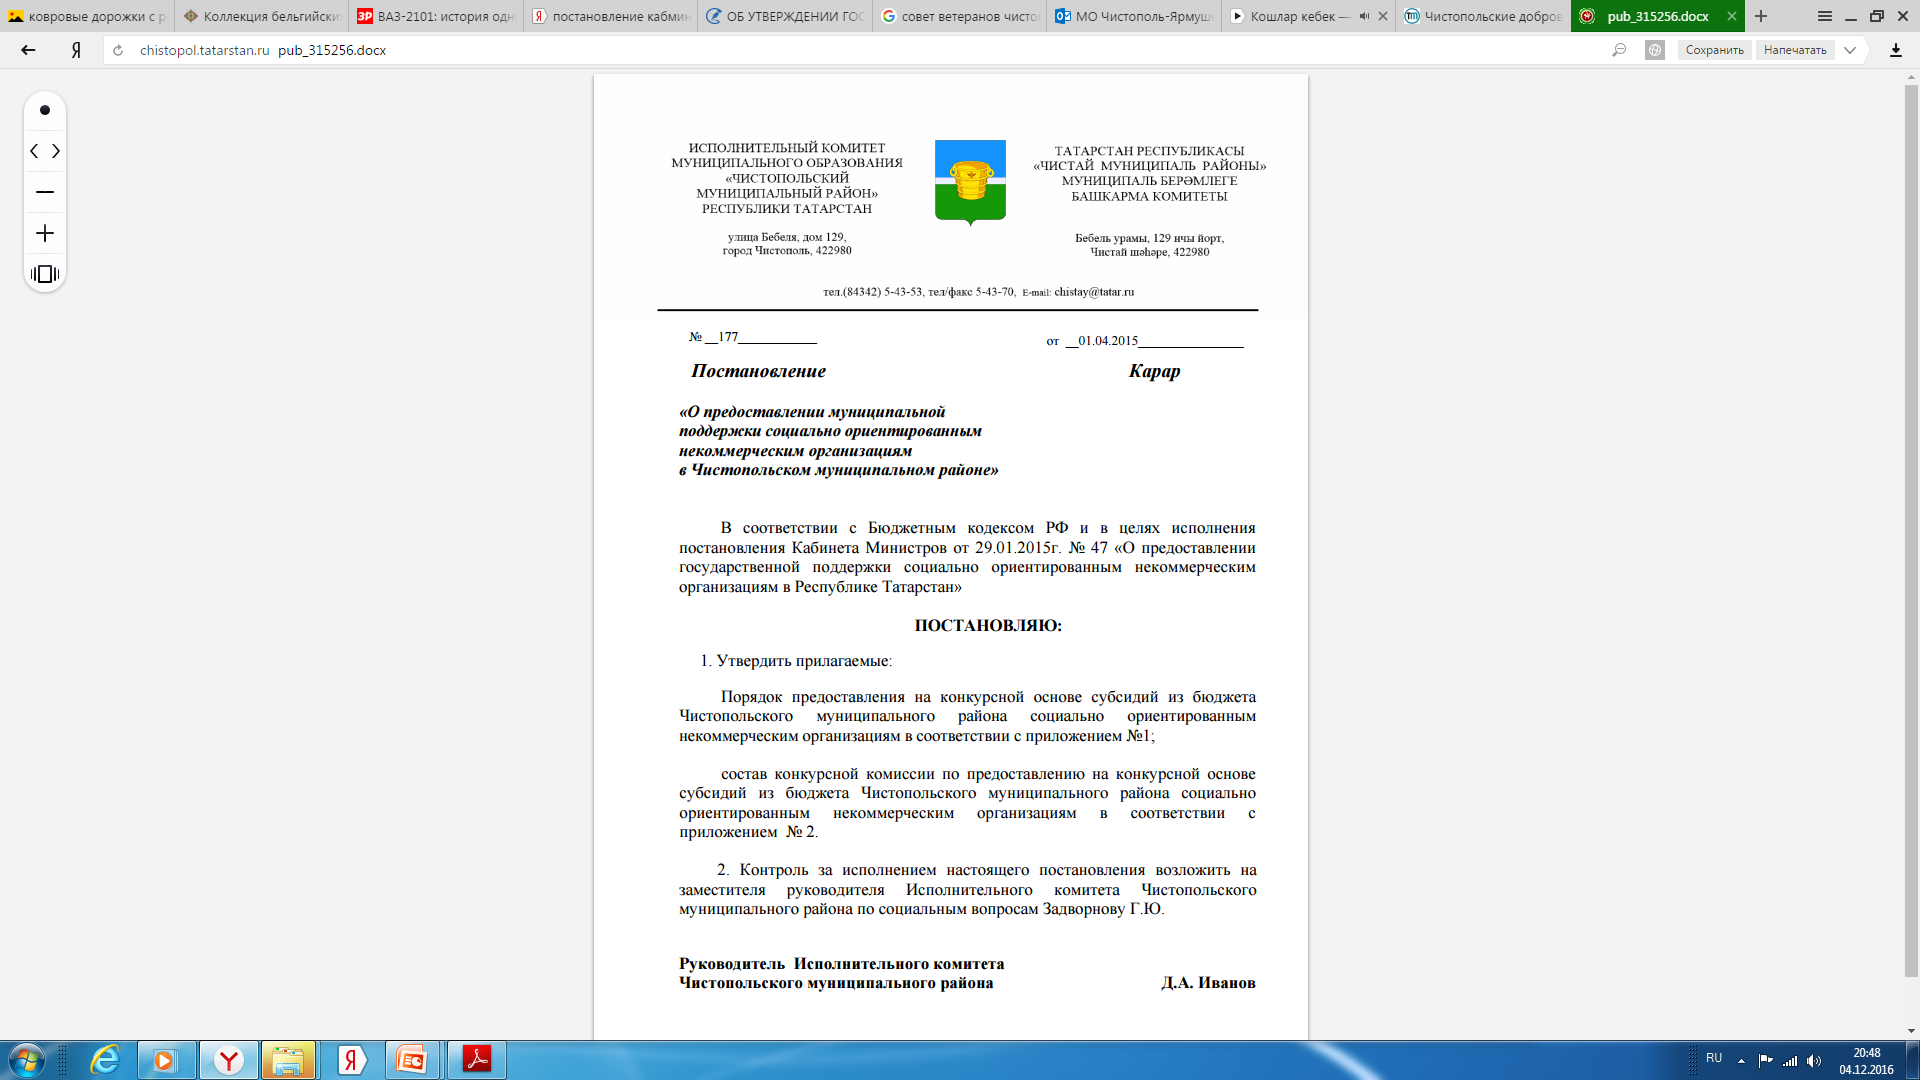 ковровые дорожки с р
Коллекция бельгийски
ЗР ВАЗ-2101: история одн
Я постановление кабмин
ОБ УТВЕРЖДЕНИИ ГОС
G совет ветеранов чисто
МО Чистополь-Ярмуш
Кошлар кебек —
Чистопольские добров
pub_315256.docx
Я chistopol.tatarstan.ru pub_315256.docx
Сохранить
Напечатать
ИСПОЛНИТЕЛЬНЫЙ КОМИТЕТ
МУНИЦИПАЛЬНОГО ОБРАЗОВАНИЯ
«ЧИСТОПОЛЬСКИЙ
МУНИЦИПАЛЬНЫЙ РАЙОН»
РЕСПУБЛИКИ ТАТАРСТАН
улица Бебеля, дом 129,
город Чистополь, 422980
ТАТАРСТАН РЕСПУБЛИКАСЫ
«ЧИСТАЙ МУНИЦИПАЛЬ РАЙОНЫ»
МУНИЦИПАЛЬ БЕРӘМЛЕГЕ
БАШКАРМА КОМИТЕТЫ
Бебель урамы, 129 нчы йорт,
Чистай шәһәре, 422980
тел.(84342) 5-43-53, тел/факс 5-43-70, E-mail: chistay@tatar.ru
№ __177____________
от __01.04.2015________________
Постановление
Карар
«О предоставлении муниципальной
поддержки социально ориентированным
некоммерческим организациям
в Чистопольском муниципальном районе»
В соответствии с Бюджетным кодексом РФ и в целях исполнения
постановления Кабинета Министров от 29.01.2015г. № 47 «О предоставлении
государственной поддержки социально ориентированным некоммерческим
организациям в Республике Татарстан»
ПОСТАНОВЛЯЮ:
1. Утвердить прилагаемые:
Порядок предоставления на конкурсной основе субсидий из бюджета
Чистопольского муниципального района социально ориентированным
некоммерческим организациям в соответствии с приложением №1;
состав конкурсной комиссии по предоставлению на конкурсной основе
субсидий из бюджета Чистопольского муниципального района социально
ориентированным некоммерческим организациям в соответствии с
приложением № 2.
2. Контроль за исполнением настоящего постановления возложить на
заместителя руководителя Исполнительного комитета Чистопольского
муниципального района по социальным вопросам Задворнову Г.Ю.
Руководитель Исполнительного комитета
Чистопольского муниципального района Д.А. Иванов
RU
20:48
04.12.2016